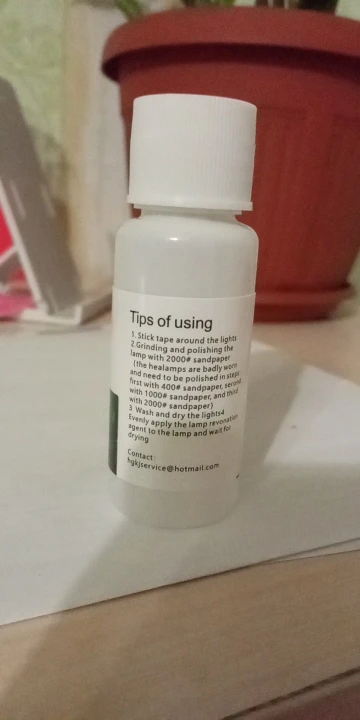 Tips of using
1. Stick tape around the lights
2.Grinding and polishing the
lamp with 2000# sandpaper
(the healamps are badly worn
and need to be polished in steps
first with 400# sandpaper, second
with 1000# sandpaper, and third
with 2000# sandpaper)
3 Wash and dry the lights4
Evenly apply the lamp revonation
agent to the lamp and wait for
drying
Contact:
hgkjservice@hotmail.com